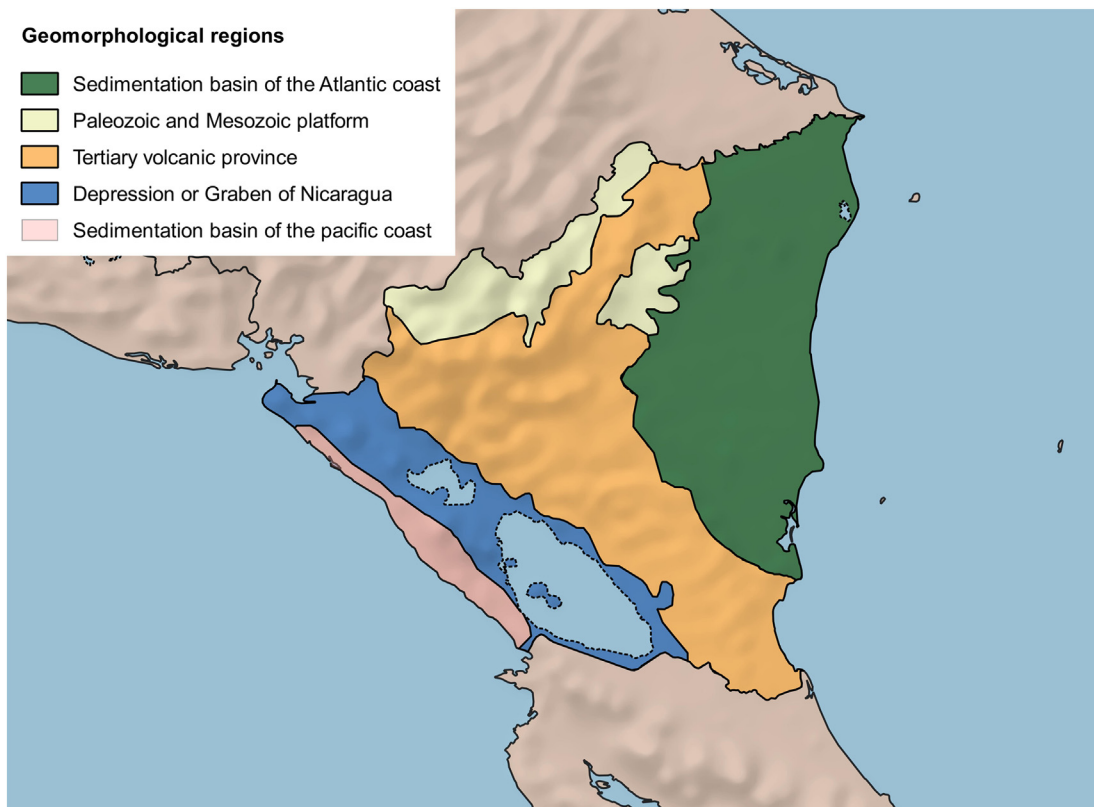 Geomorphological regions
Sedimentation basin of the Atlantic coast
Paleozoic and Mesozoic platform
Tertiary volcanic province
Depression or Graben of Nicaragua
Sedimentation basin of the pacific coast